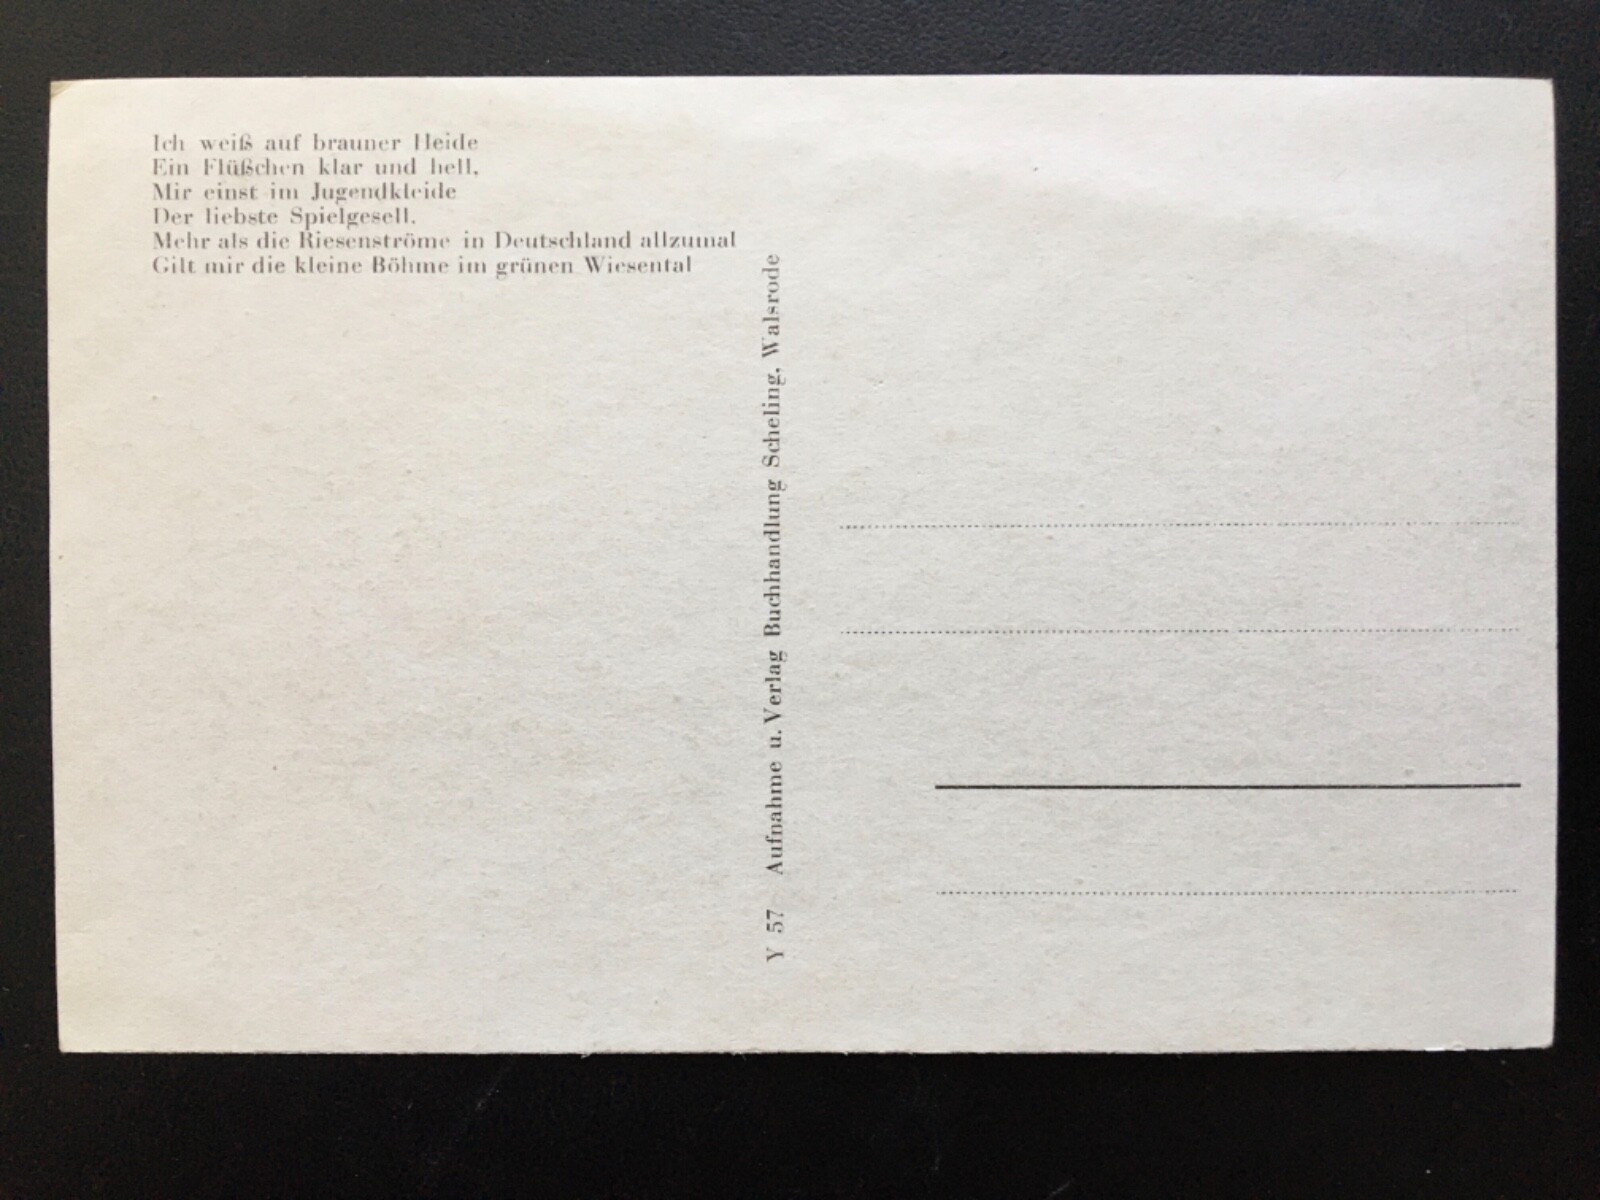 Ich weiß auf brauner Heide
Ein Flüßchen klar und hell,
Mir einst im Jugendkleide
Der liebste Spielgesell.
Mehr als die Riesenströme in Deutschland allzumal
Gilt mir die kleine Böhme im grünen Wiesental
Y 57 Aufnahme u. Verlag Buchhandlung Scheling, Walsrode